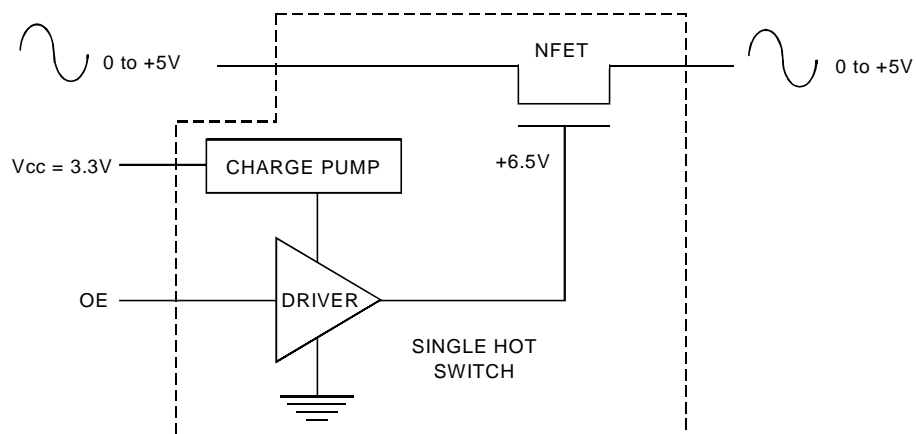 NFET
0 to +5V
0 to +5V
Vcc = 3.3V
CHARGE PUMP
+6.5V
OE
DRIVER
SINGLE HOT
SWITCH